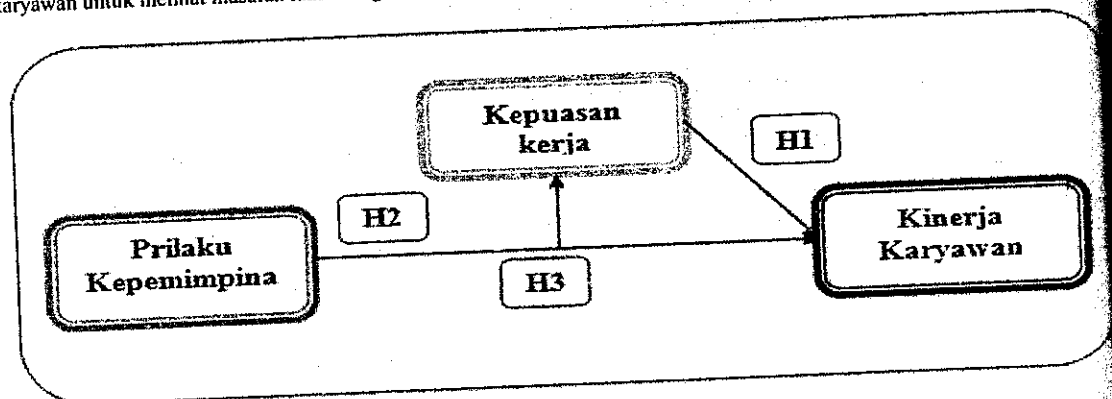 karyawan untuk melihat
Kepuasan
kerja
H1
H2
Prilaku
Kepemimpina
H3
Kinerja
Karyawan